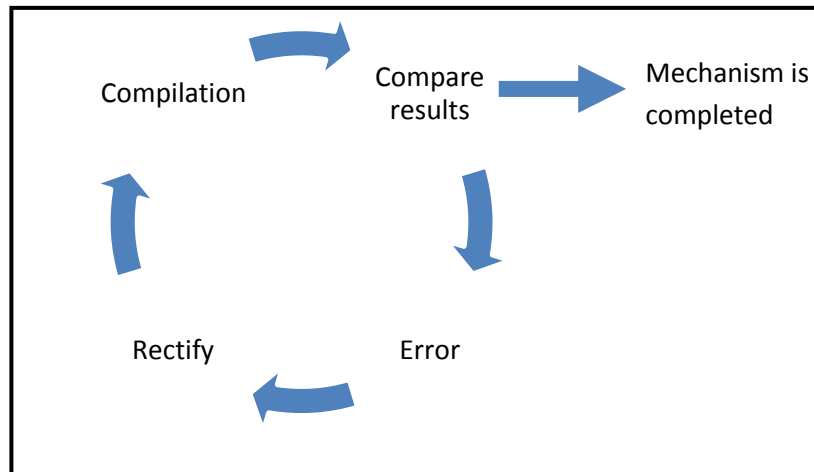 Compilation
Compare
results
Mechanism is
completed
Rectify
Error